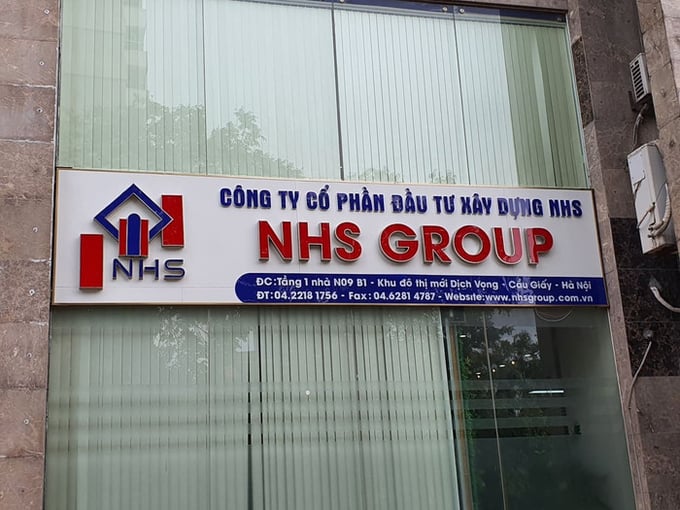 CÔNG TY CỔ PHẦN ĐẦU TƯ XÂY DỰNG NHS
NHS GROUP
NHS
ĐC:Tầng 1 nhà N09 B1 - Khu đô thị mới Dịch Vọng - Cầu Giấy - Hà Nội
ĐT:04.2218 1756 - Fax:04.6281 4787 - Website:www.nhsgroup.com.vn